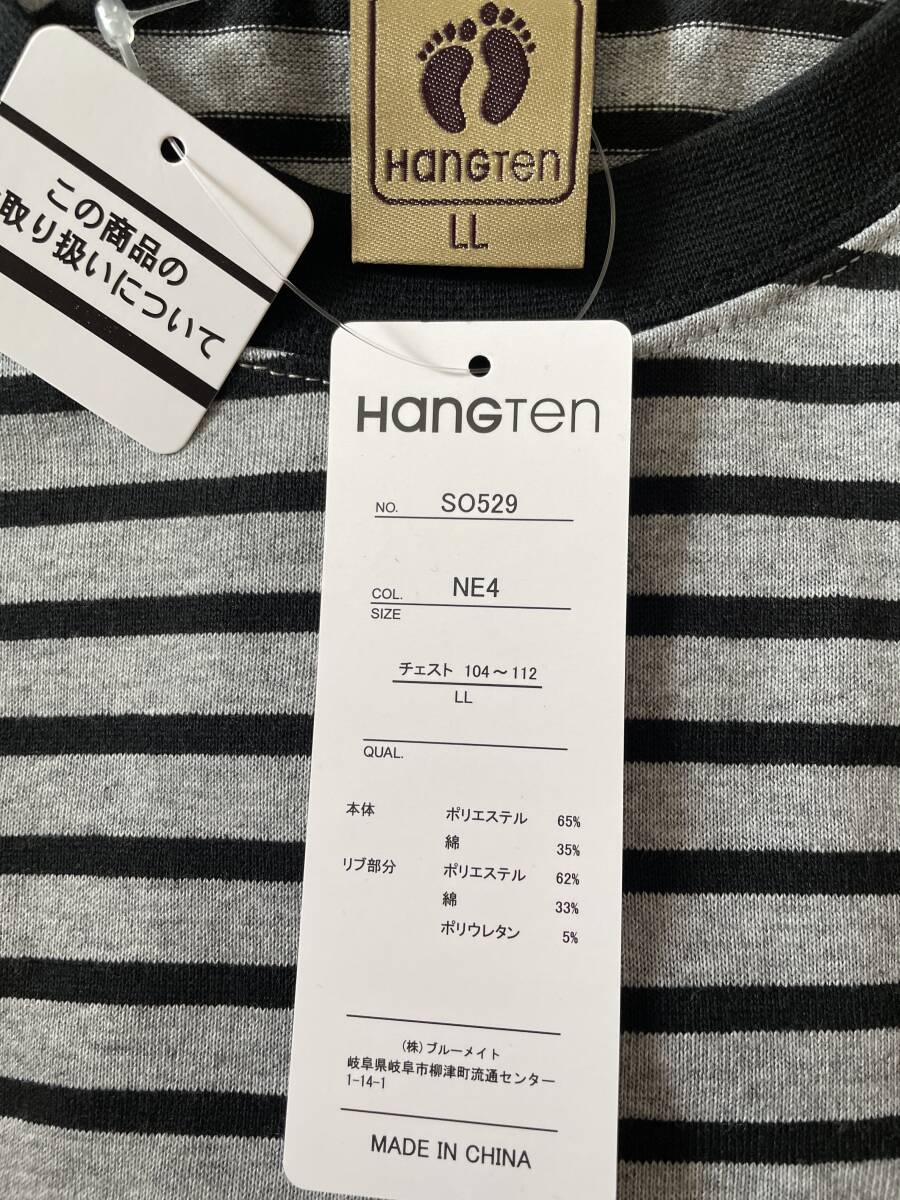 HANGTEN
LL
この商品の
取り扱いについて
HANGTEN
NO. SO529
COL. NE4
SIZE
チェスト 104～112
LL
QUAL.
本体 ポリエステル 65%
綿 35%
リブ部分 ポリエステル 62%
綿 33%
ポリウレタン 5%
(株)ブルーメイト
岐阜県岐阜市柳津町流通センター
1-14-1
MADE IN CHINA